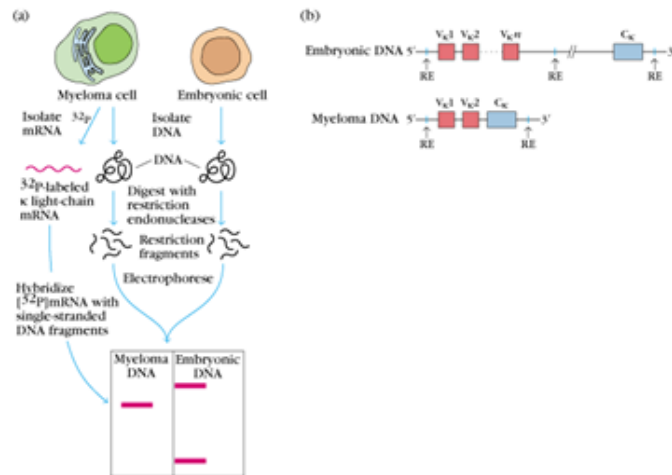 (a)
Myeloma cell
Embryonic cell
Isolate
mRNA
³²P
Isolate
DNA
DNA
³²P-labeled
κ light-chain
mRNA
Digest with
restriction
endonucleases
Restriction
fragments
Electrophorese
Hybridize
[³²P]mRNA with
single-stranded
DNA fragments
Myeloma
DNA
Embryonic
DNA
(b)
Vκ1 Vκ2 Vκn Cκ
Embryonic DNA 5′ 3′
RE RE RE
Vκ1 Vκ2 Cκ
Myeloma DNA 5′ 3′
RE RE